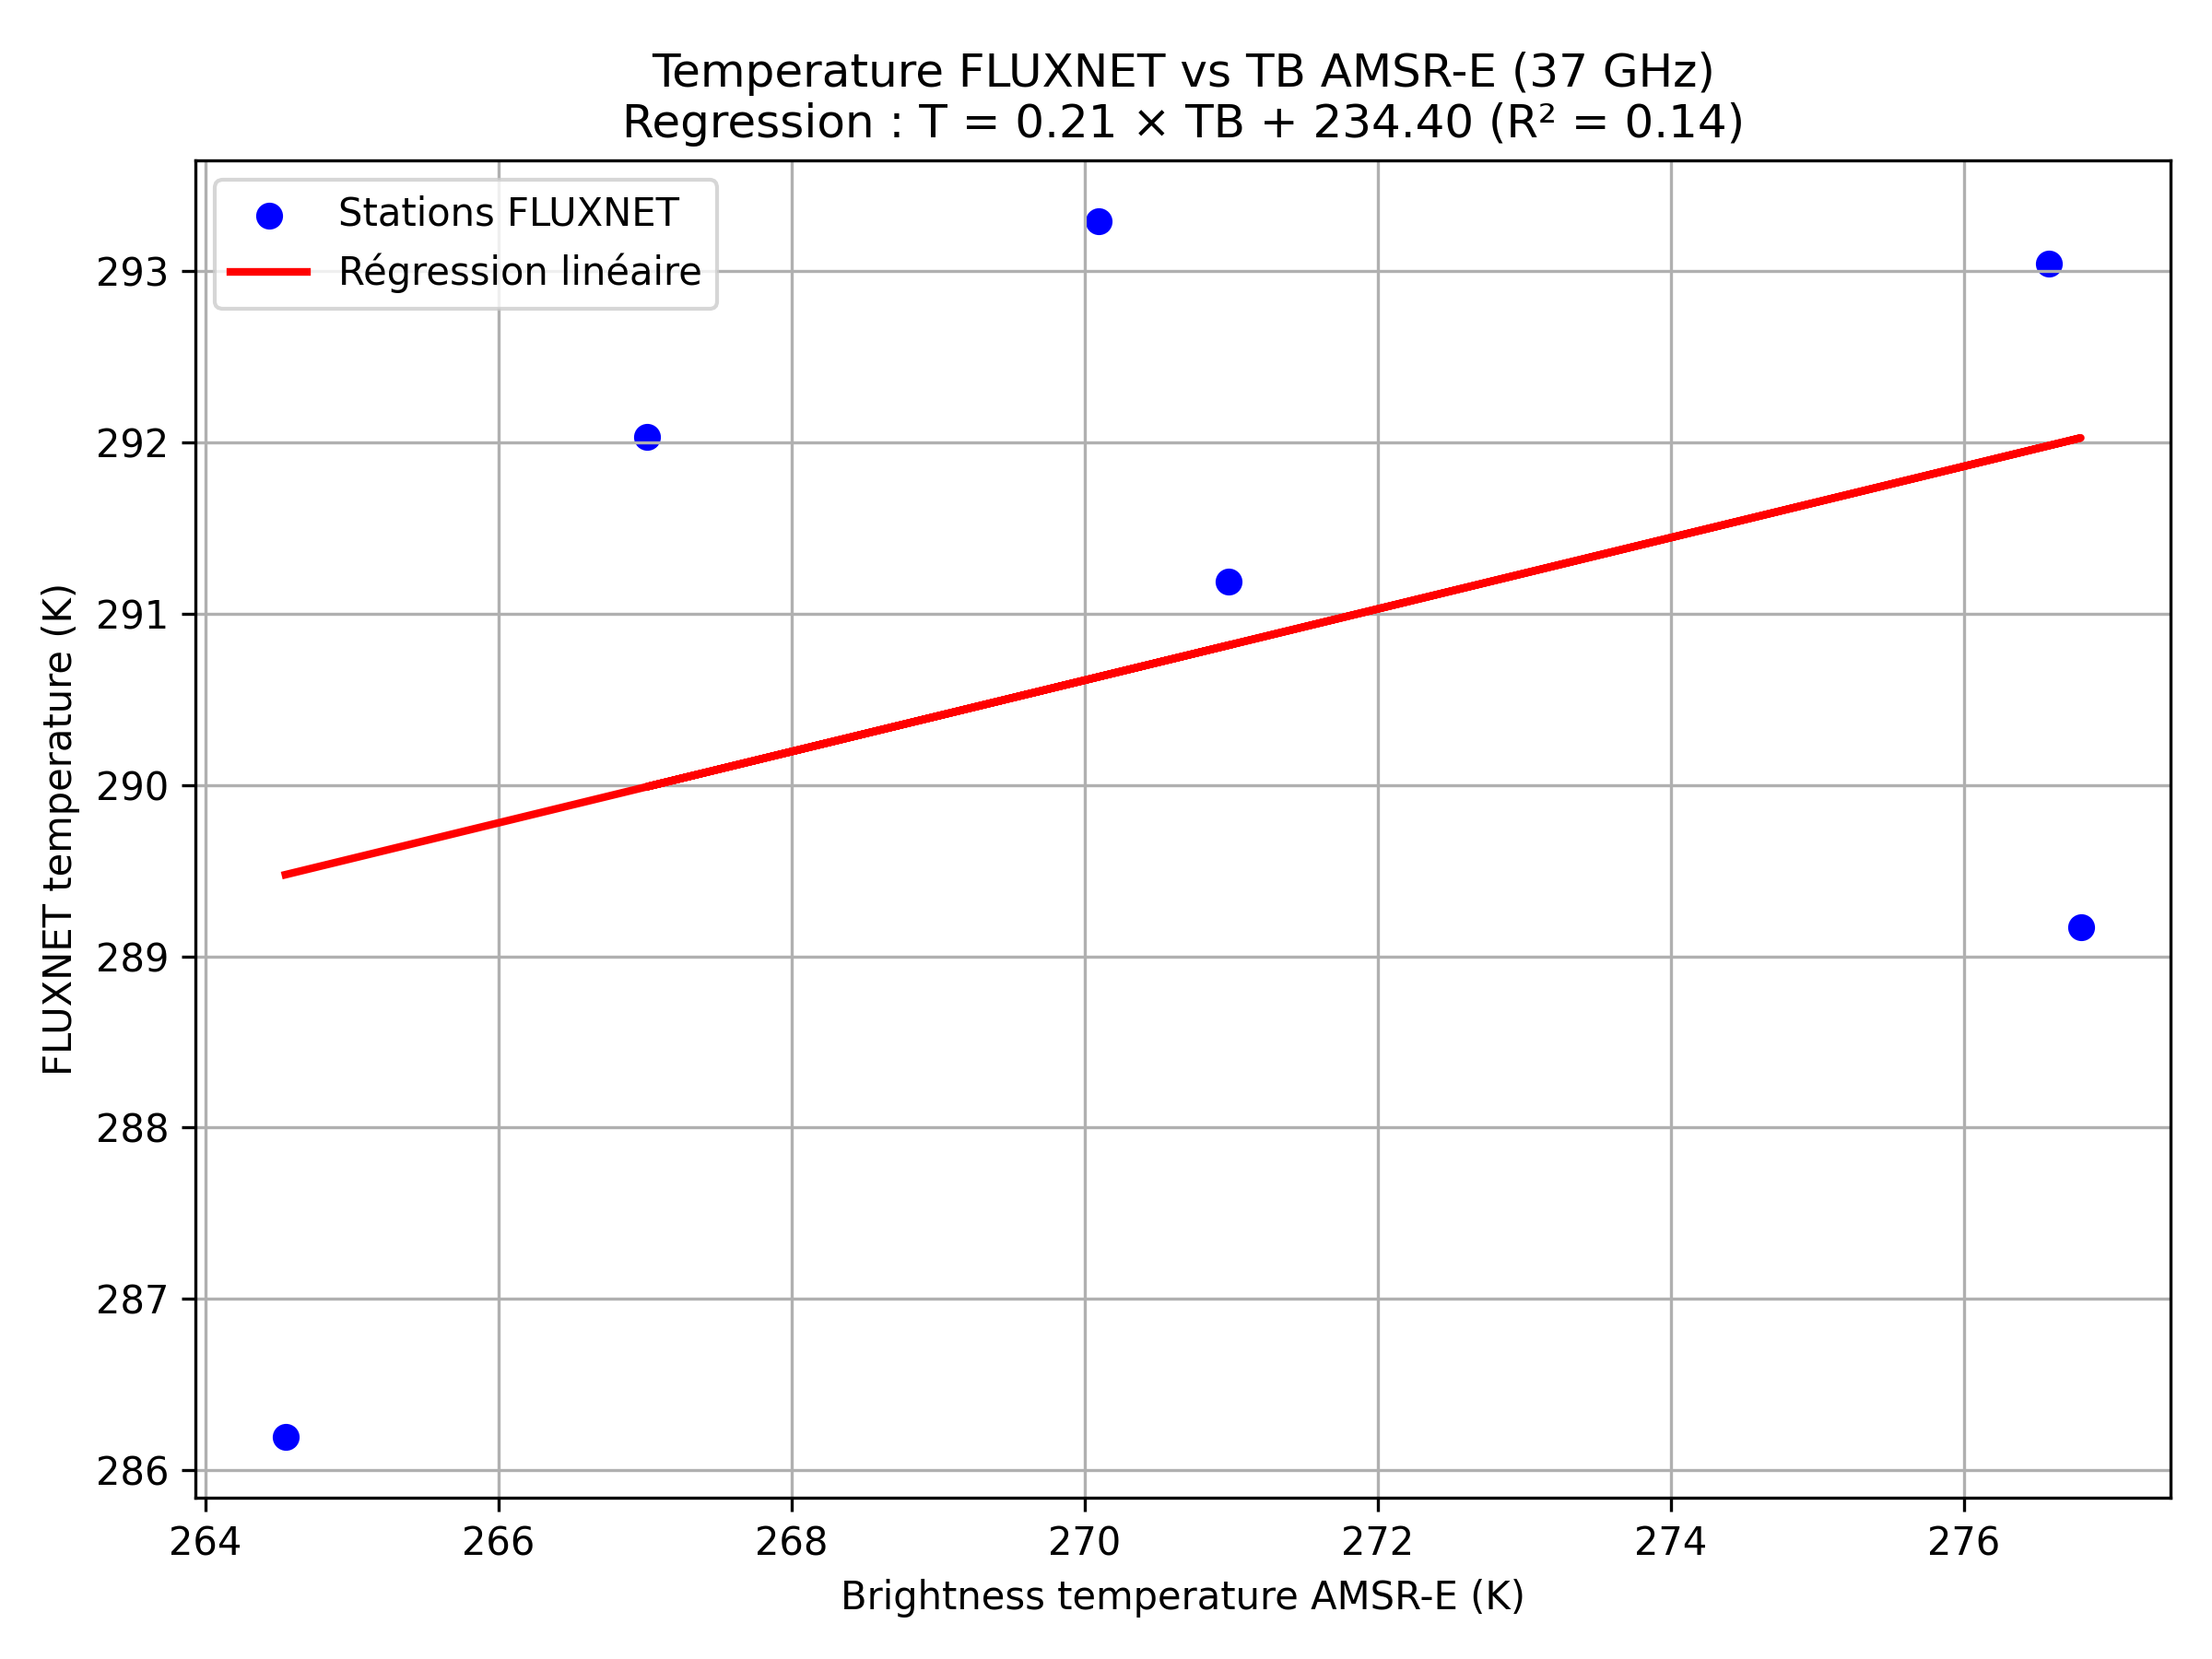 Temperature FLUXNET vs TB AMSR-E (37 GHz)
Regression : T = 0.21 × TB + 234.40 (R² = 0.14)
Stations FLUXNET
Régression linéaire
FLUXNET temperature (K)
293
292
291
290
289
288
287
286
264 266 268 270 272 274 276
Brightness temperature AMSR-E (K)